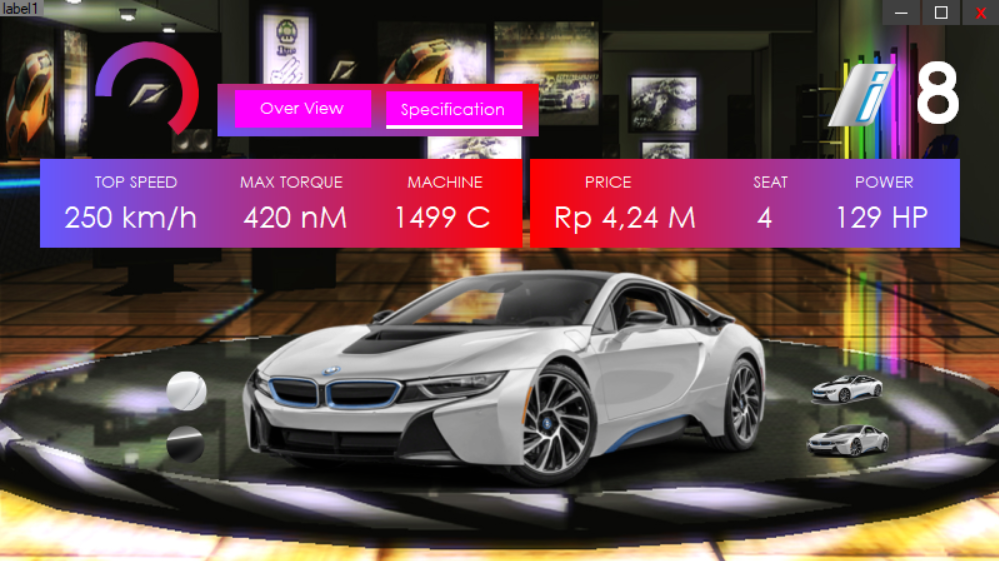 label1
X
Over View
Specification
i 8
TOP SPEED
MAX TORQUE
MACHINE
250 km/h
420 nM
1499 C
PRICE
SEAT
POWER
Rp 4,24 M
4
129 HP